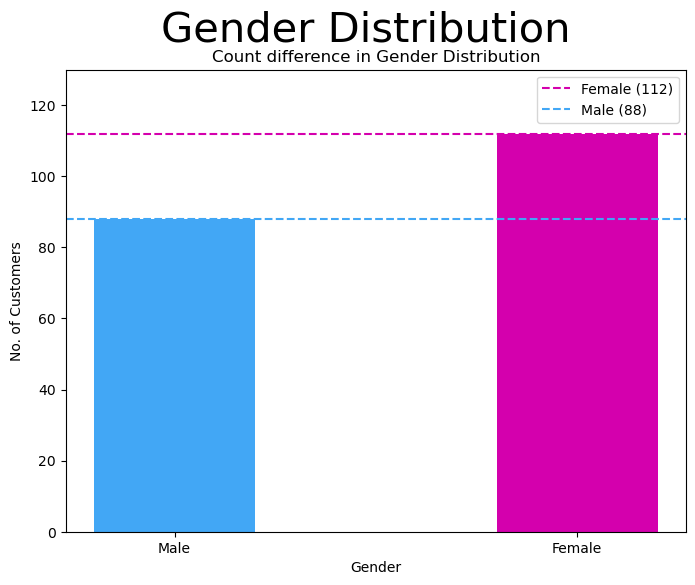 Gender Distribution
Count difference in Gender Distribution
Female (112)
Male (88)
120
100
80
60
40
20
0
No. of Customers
Male
Female
Gender